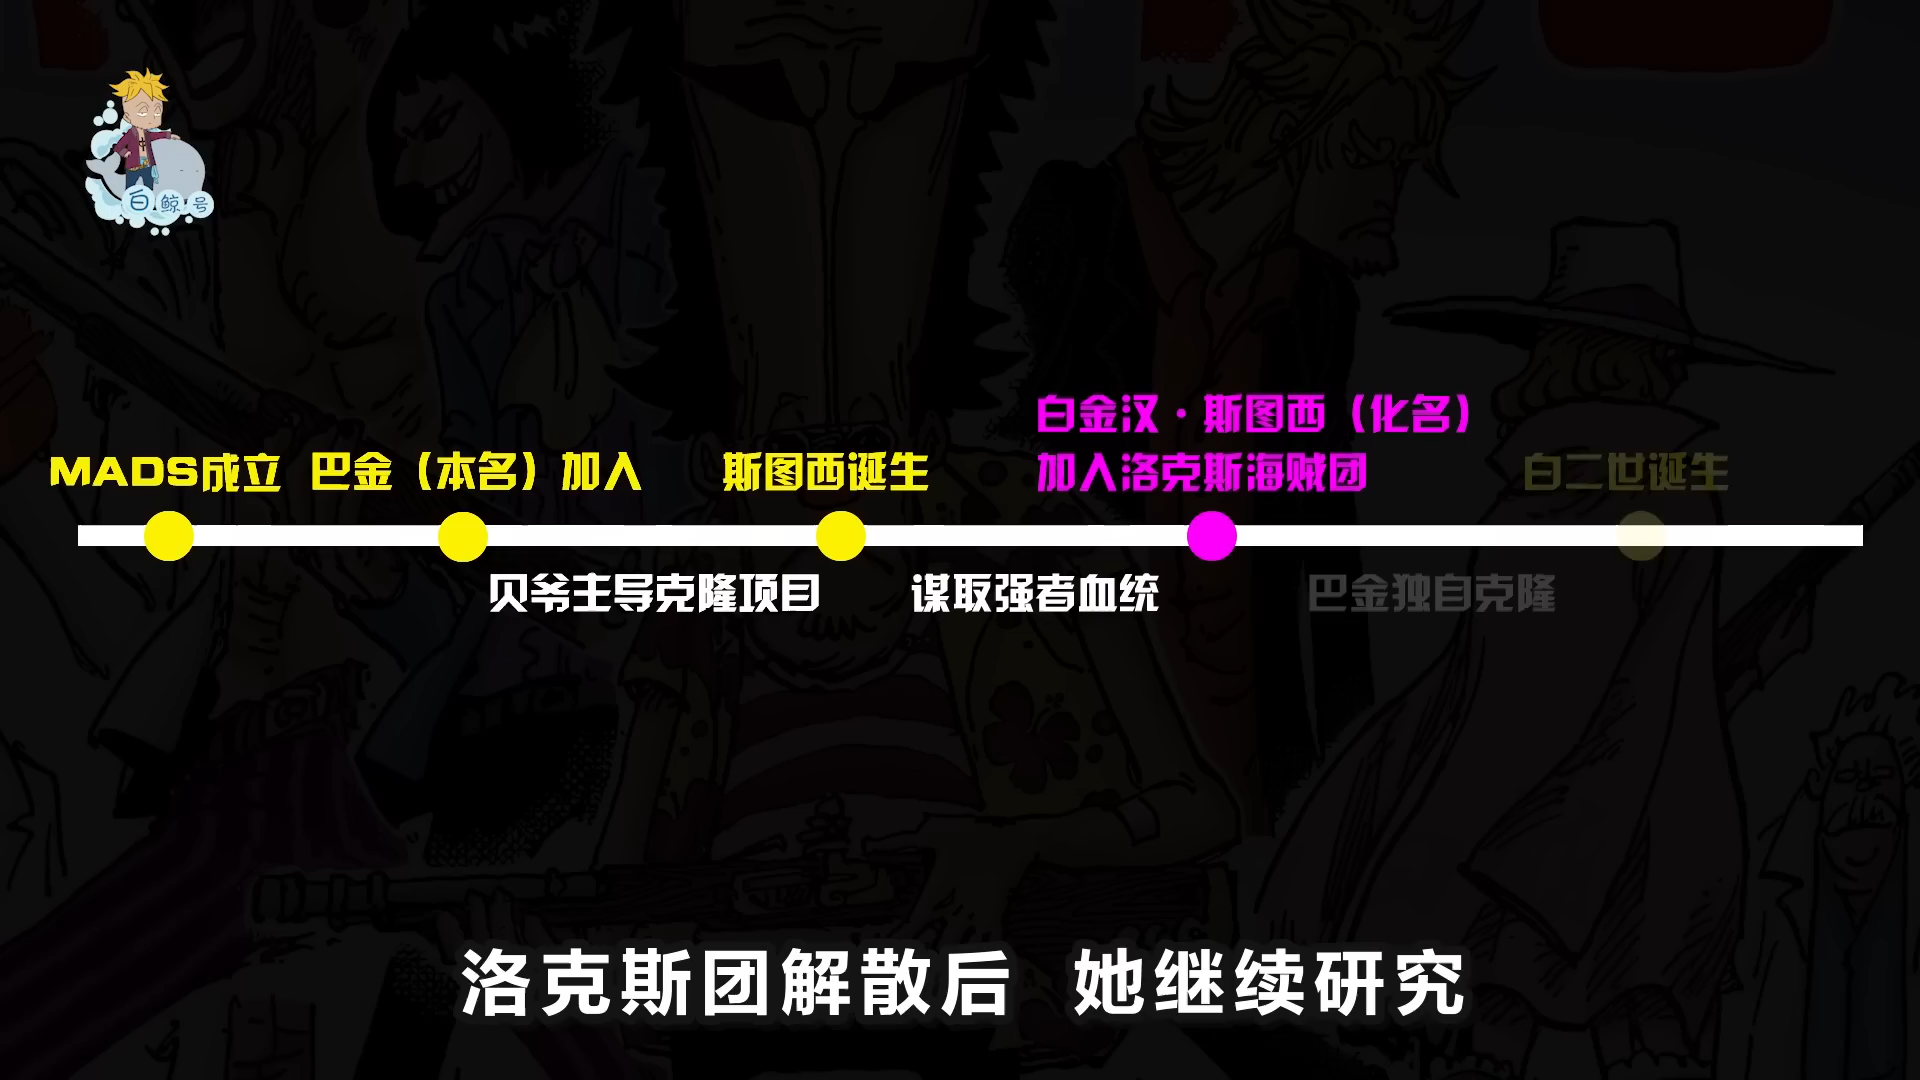 白鲸号
白金汉·斯图西（化名）
MADS成立 巴金（本名）加入 斯图西诞生 加入洛克斯海贼团 白二世诞生
贝爷主导克隆项目 谋取强者血统 巴金独自克隆
洛克斯团解散后 她继续研究